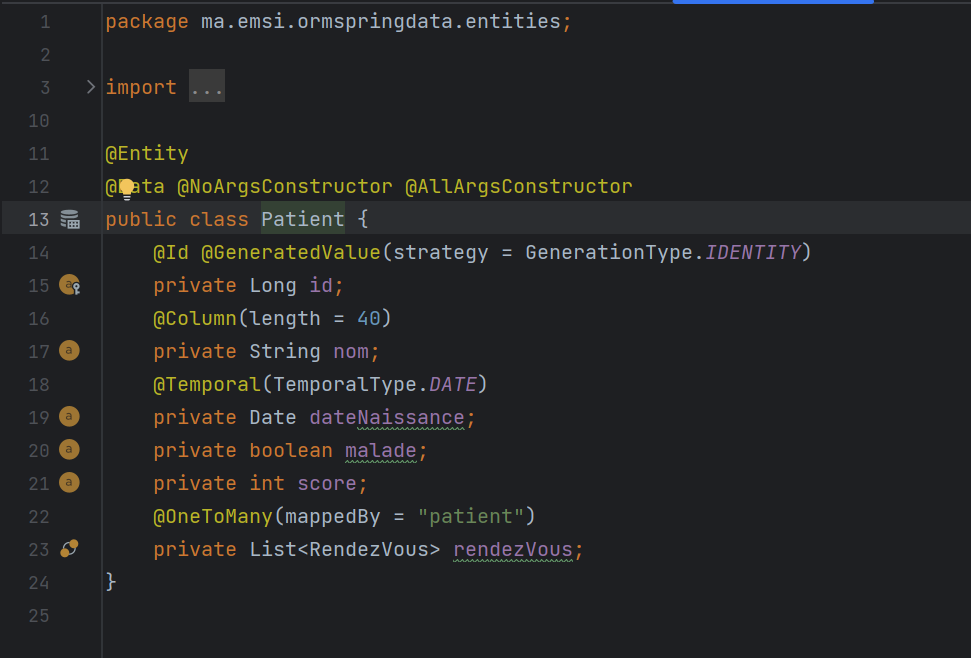 1 package ma.emsi.ormspringdata.entities;
2
3 import ...
10
11 @Entity
12 @Data @NoArgsConstructor @AllArgsConstructor
13 public class Patient {
14 @Id @GeneratedValue(strategy = GenerationType.IDENTITY)
15 private Long id;
16 @Column(length = 40)
17 private String nom;
18 @Temporal(TemporalType.DATE)
19 private Date dateNaissance;
20 private boolean malade;
21 private int score;
22 @OneToMany(mappedBy = "patient")
23 private List<RendezVous> rendezVous;
24 }
25